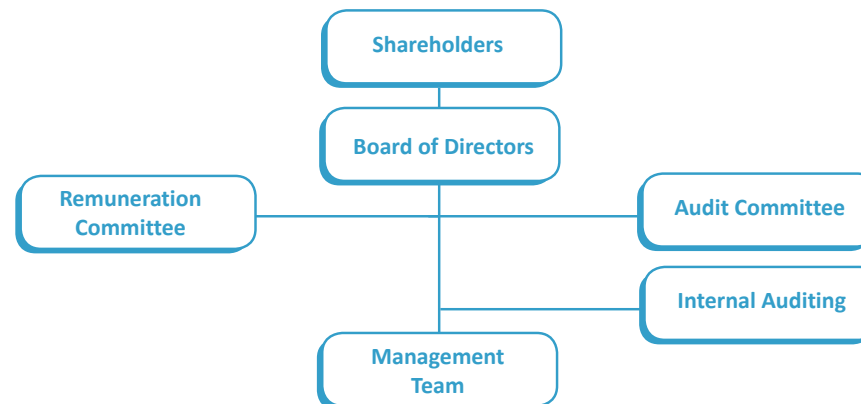 Shareholders
Board of Directors
Remuneration
Committee
Audit Committee
Internal Auditing
Management
Team